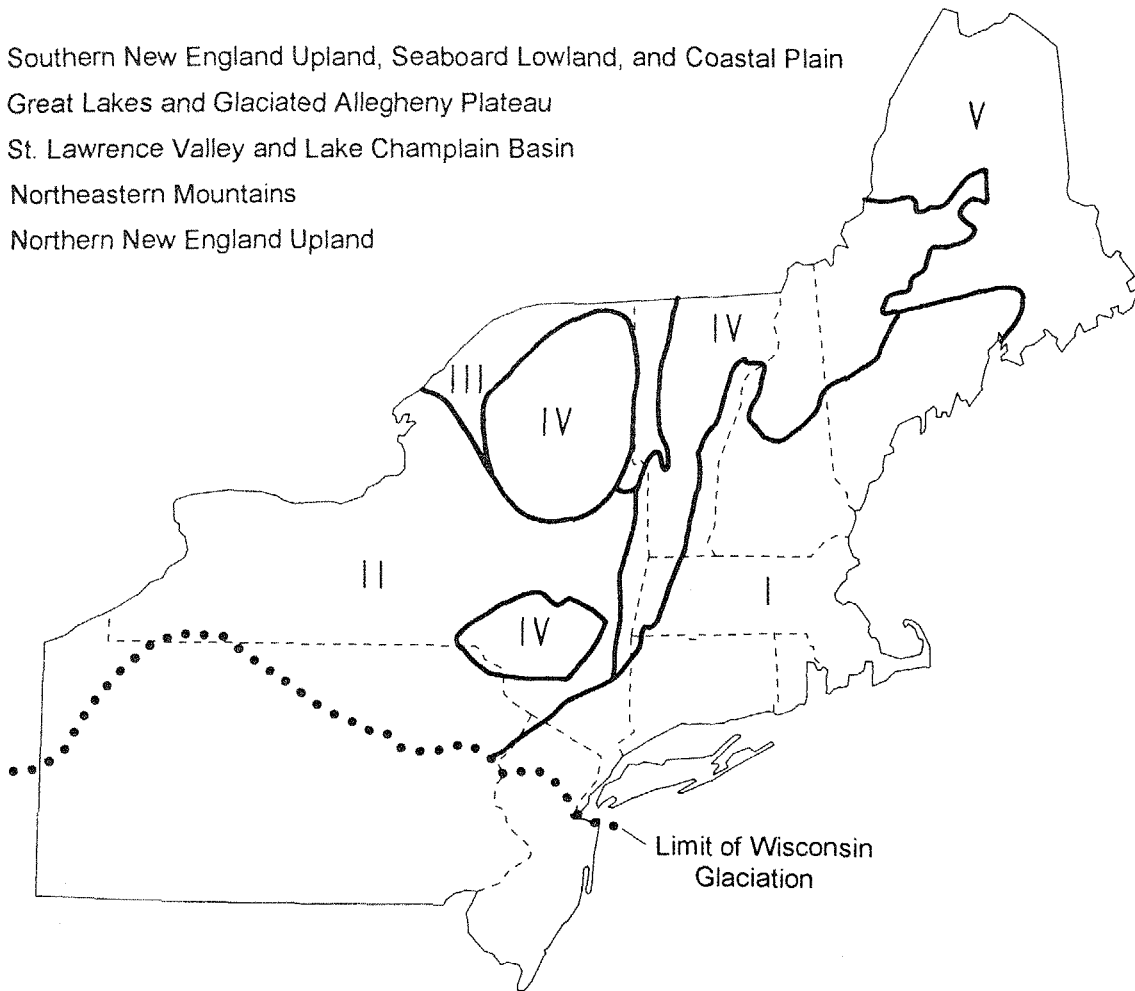 Southern New England Upland, Seaboard Lowland, and Coastal Plain
Great Lakes and Glaciated Allegheny Plateau
St. Lawrence Valley and Lake Champlain Basin
Northeastern Mountains
Northern New England Upland
V
IV
III
IV
II
I
IV
Limit of Wisconsin
Glaciation